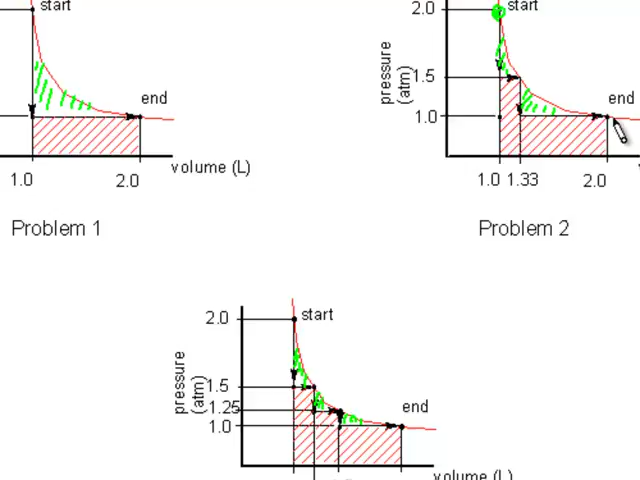 start
end
volume (L)
1.0 2.0
Problem 1
2.0
start
pressure
(atm)
1.5
1.0
end
1.0 1.33 2.0
Problem 2
2.0
start
pressure
(atm)
1.5
1.25
1.0
end
volume (L)